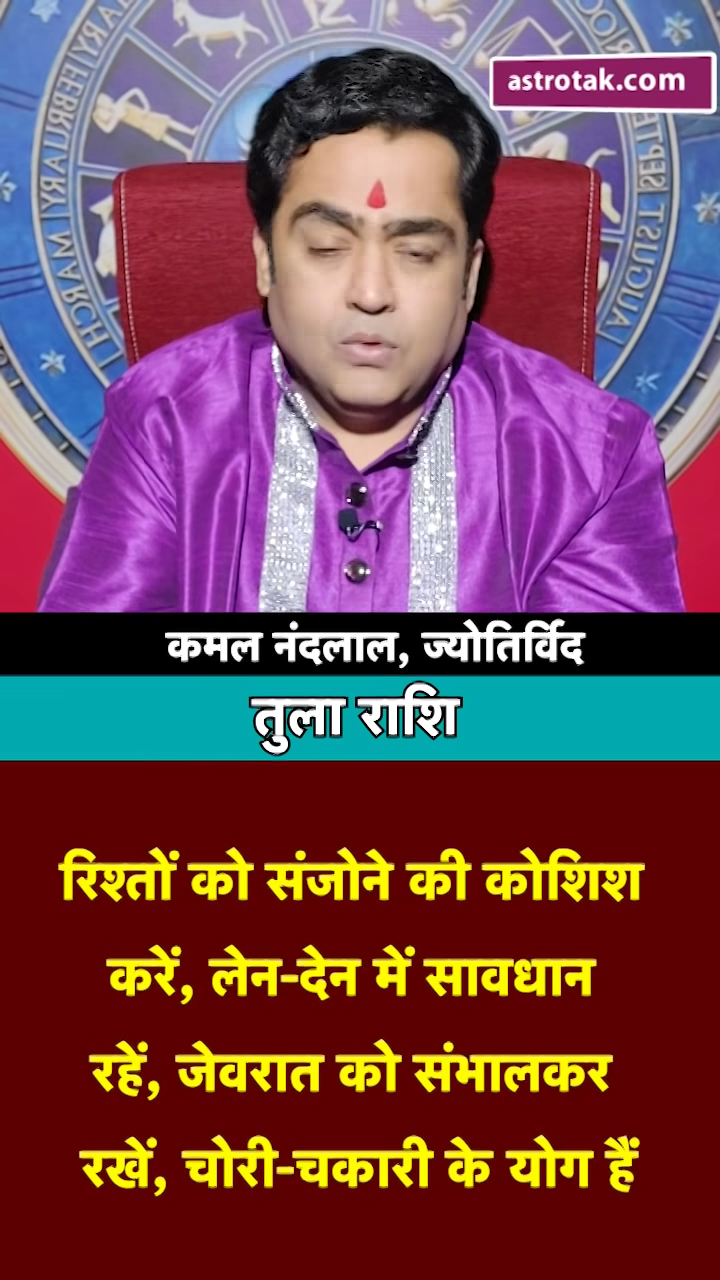 astrotak.com
कमल नंदलाल, ज्योतिर्विद
तुला राशि
रिश्तों को संजोने की कोशिश
करें, लेन-देन में सावधान
रहें, जेवरात को संभालकर
रखें, चोरी-चकारी के योग हैं